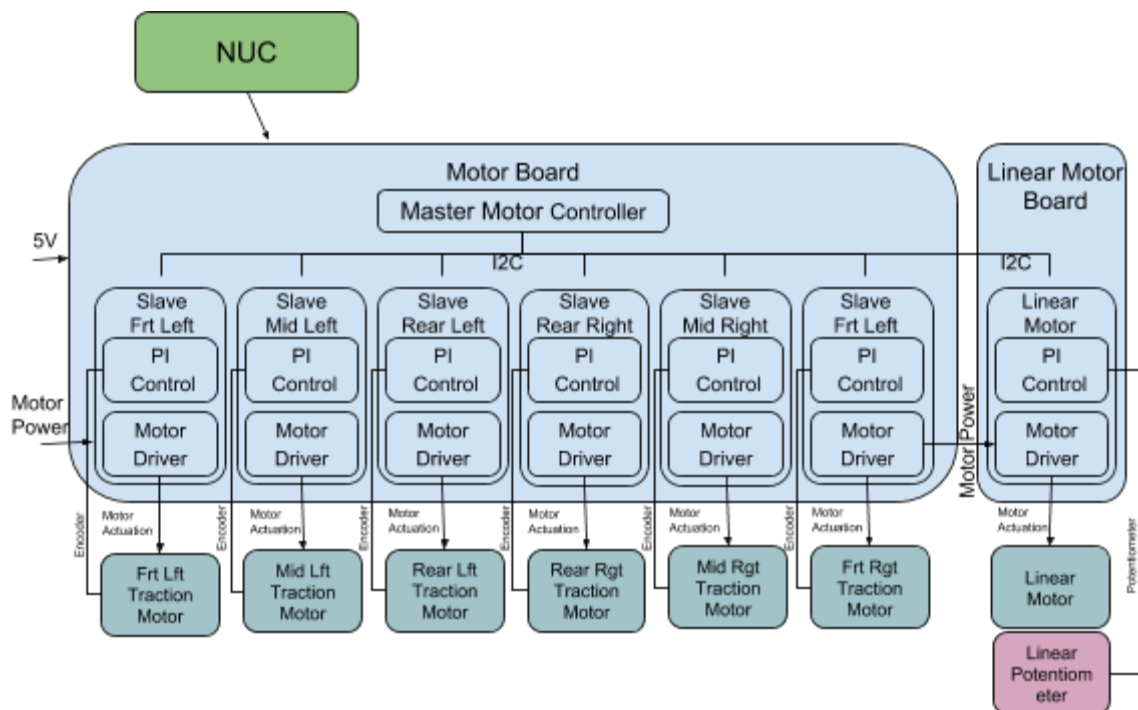 NUC
Motor Board
Linear Motor
Board
Master Motor Controller
5V
I2C
I2C
Slave
Frt Left
Slave
Mid Left
Slave
Rear Left
Slave
Rear Right
Slave
Mid Right
Slave
Frt Left
Linear
Motor
PI
Control
PI
Control
PI
Control
PI
Control
PI
Control
PI
Control
PI
Control
Motor
Power
Motor
Driver
Motor
Driver
Motor
Driver
Motor
Driver
Motor
Driver
Motor
Driver
Motor Power
Motor
Driver
Encoder
Motor
Actuation
Encoder
Motor
Actuation
Encoder
Motor
Actuation
Encoder
Motor
Actuation
Encoder
Motor
Actuation
Encoder
Motor
Actuation
Motor
Actuation
Potentiometer
Frt Lft
Traction
Motor
Mid Lft
Traction
Motor
Rear Lft
Traction
Motor
Rear Rgt
Traction
Motor
Mid Rgt
Traction
Motor
Frt Rgt
Traction
Motor
Linear
Motor
Linear
Potentiom
eter